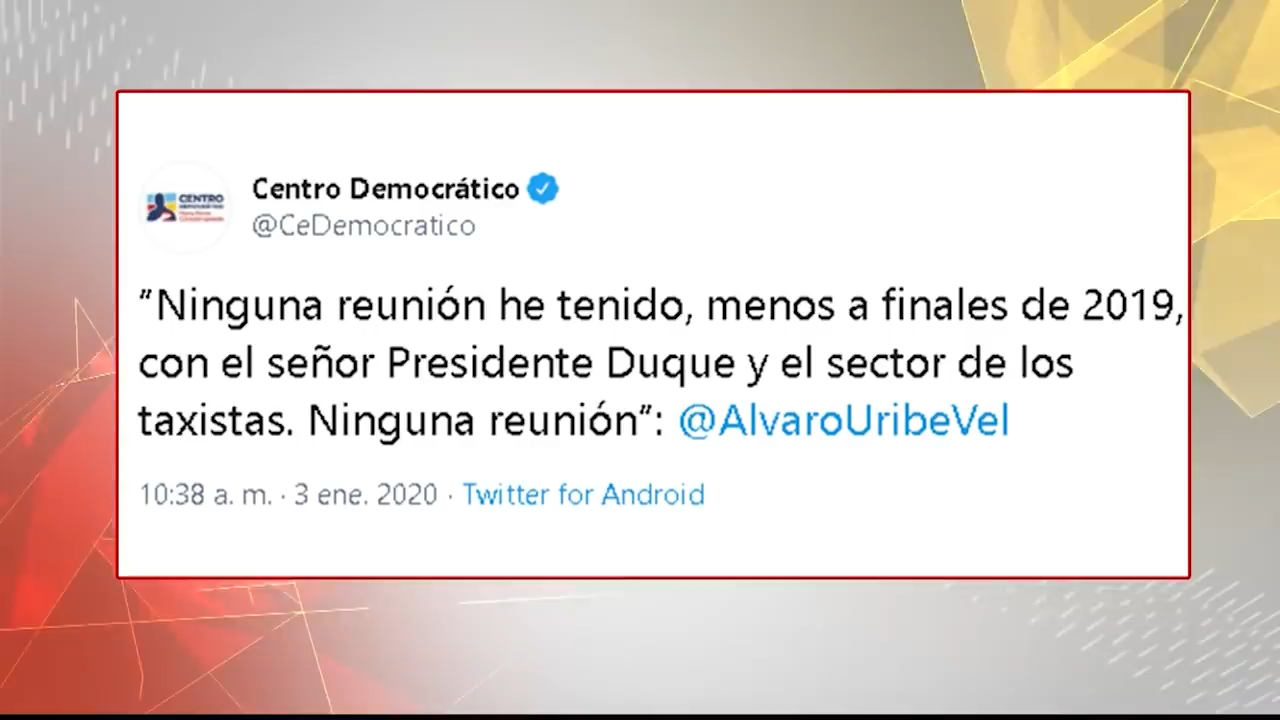 CENTRO
Centro Democrático
@CeDemocratico
“Ninguna reunión he tenido, menos a finales de 2019,
con el señor Presidente Duque y el sector de los
taxistas. Ninguna reunión”: @AlvaroUribeVel
10:38 a. m. · 3 ene. 2020 · Twitter for Android